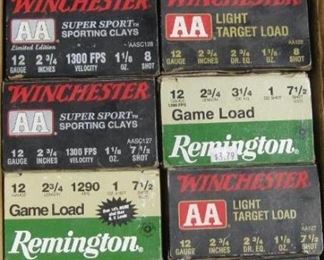 WINCHESTER
AA SUPER SPORT
SPORTING CLAYS
Limited Edition
AASC128
12 2 3/4 1300 FPS 1 1/8 8
GAUGE INCHES VELOCITY OZ. SHOT
WINCHESTER
AA LIGHT
TARGET LOAD
AA128
12 2 3/4 2 3/4 1 1/8 8
GAUGE INCHES DR. EQ. OZ. SHOT
WINCHESTER
AA SUPER SPORT
SPORTING CLAYS
AASC127
12 2 3/4 1300 FPS 1 1/8 7 1/2
GAUGE INCHES VELOCITY OZ. SHOT
12 2 3/4 3 1/4 1 7 1/2
Game Load
$3.79
Remington
12 2 3/4 1290 1 7 1/2
Game Load
Remington
WINCHESTER
AA LIGHT
TARGET LOAD
AA127
12 2 3/4 2 3/4 1 1/8 7 1/2
GAUGE INCHES DR. EQ. OZ. SHOT